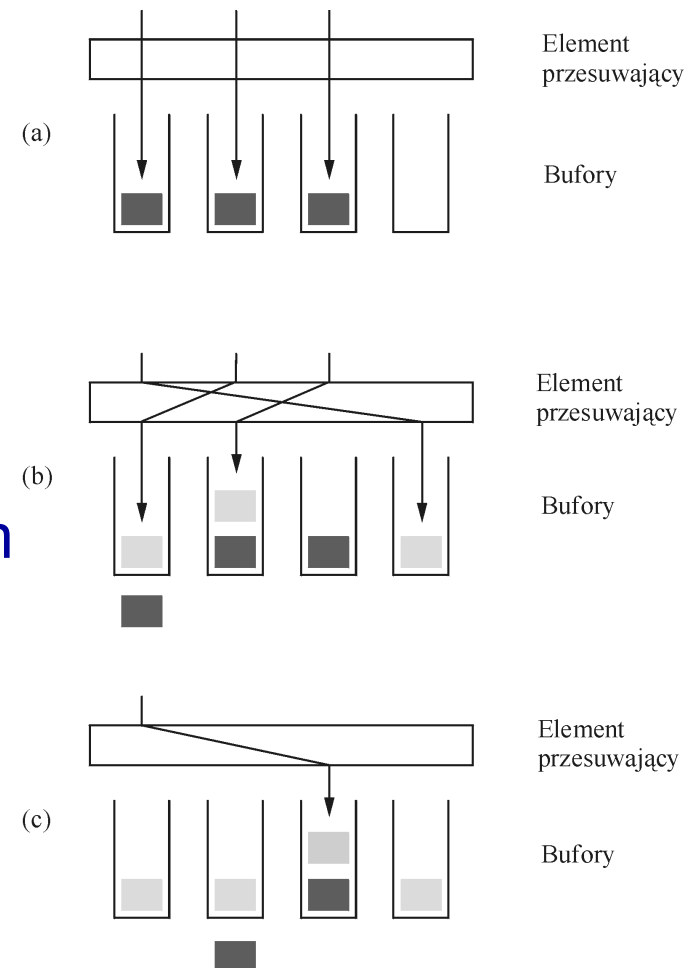 Element
przesuwający
(a)
Bufory
Element
przesuwający
(b)
Bufory
n
Element
przesuwający
(c)
Bufory